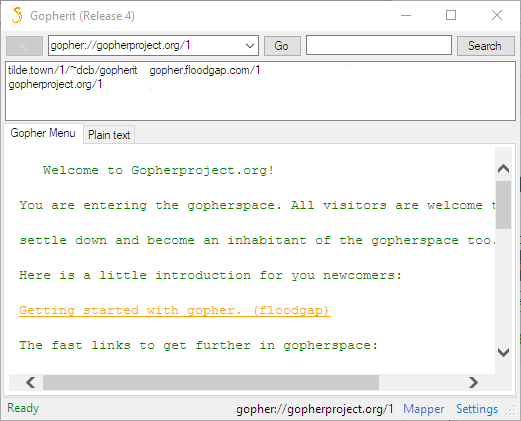 Gopherit (Release 4)
< gopher://gopherproject.org/1 Go Search
tilde.town/1/~dcb/gopherit gopher.floodgap.com/1
gopherproject.org/1
Gopher Menu Plain text
Welcome to Gopherproject.org!
You are entering the gopherspace. All visitors are welcome t
settle down and become an inhabitant of the gopherspace too.
Here is a little introduction for you newcomers:
Getting started with gopher. (floodgap)
The fast links to get further in gopherspace:
Ready gopher://gopherproject.org/1 Mapper Settings